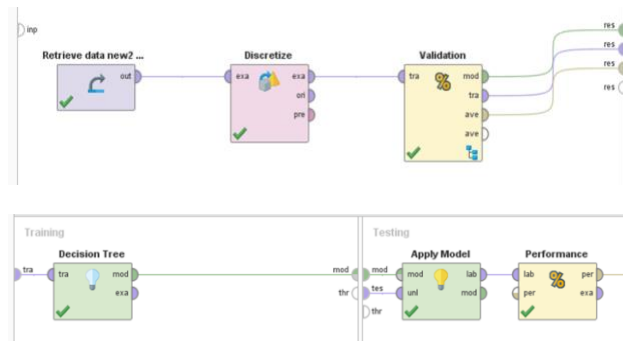 inp
res
res
res
res
Retrieve data new2 ...
out
Discretize
exa
exa
ori
pre
Validation
tra
mod
tra
ave
ave
Training
Testing
Decision Tree
tra
tra
mod
exa
mod
thr
Apply Model
mod
mod
lab
tes
unl
mod
thr
Performance
lab
per
per
exa